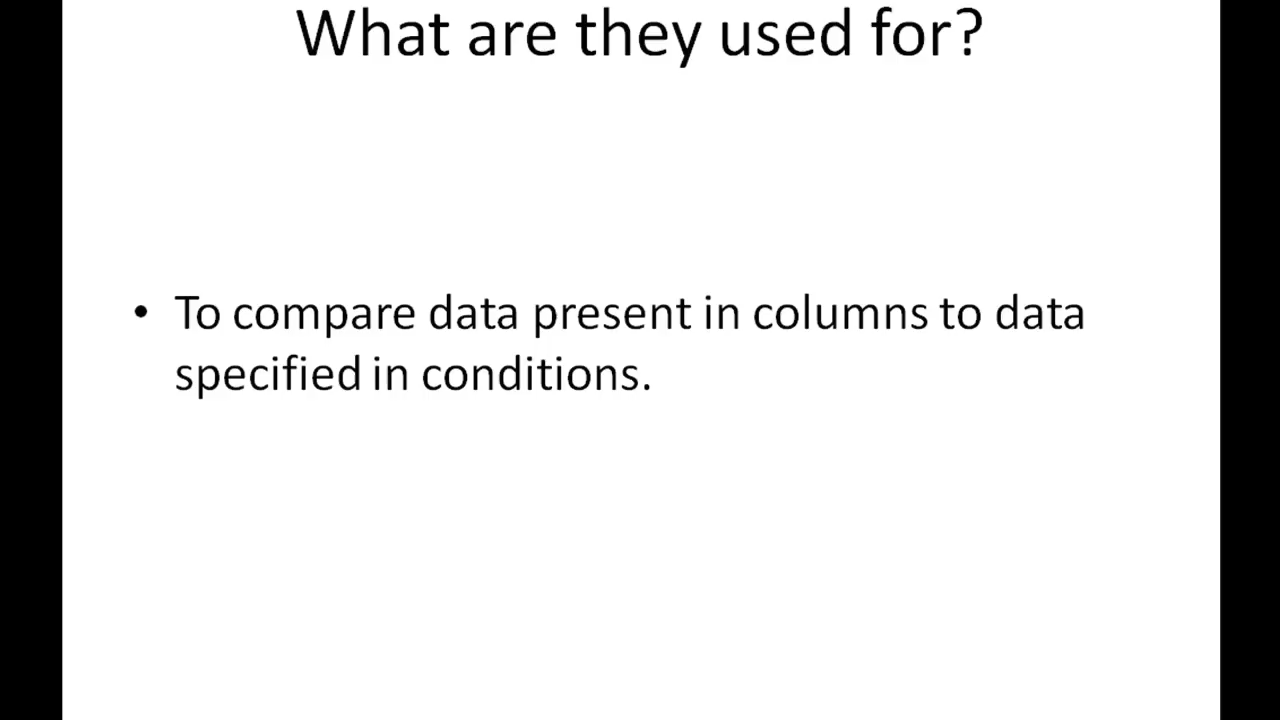 What are they used for?
• To compare data present in columns to data
specified in conditions.